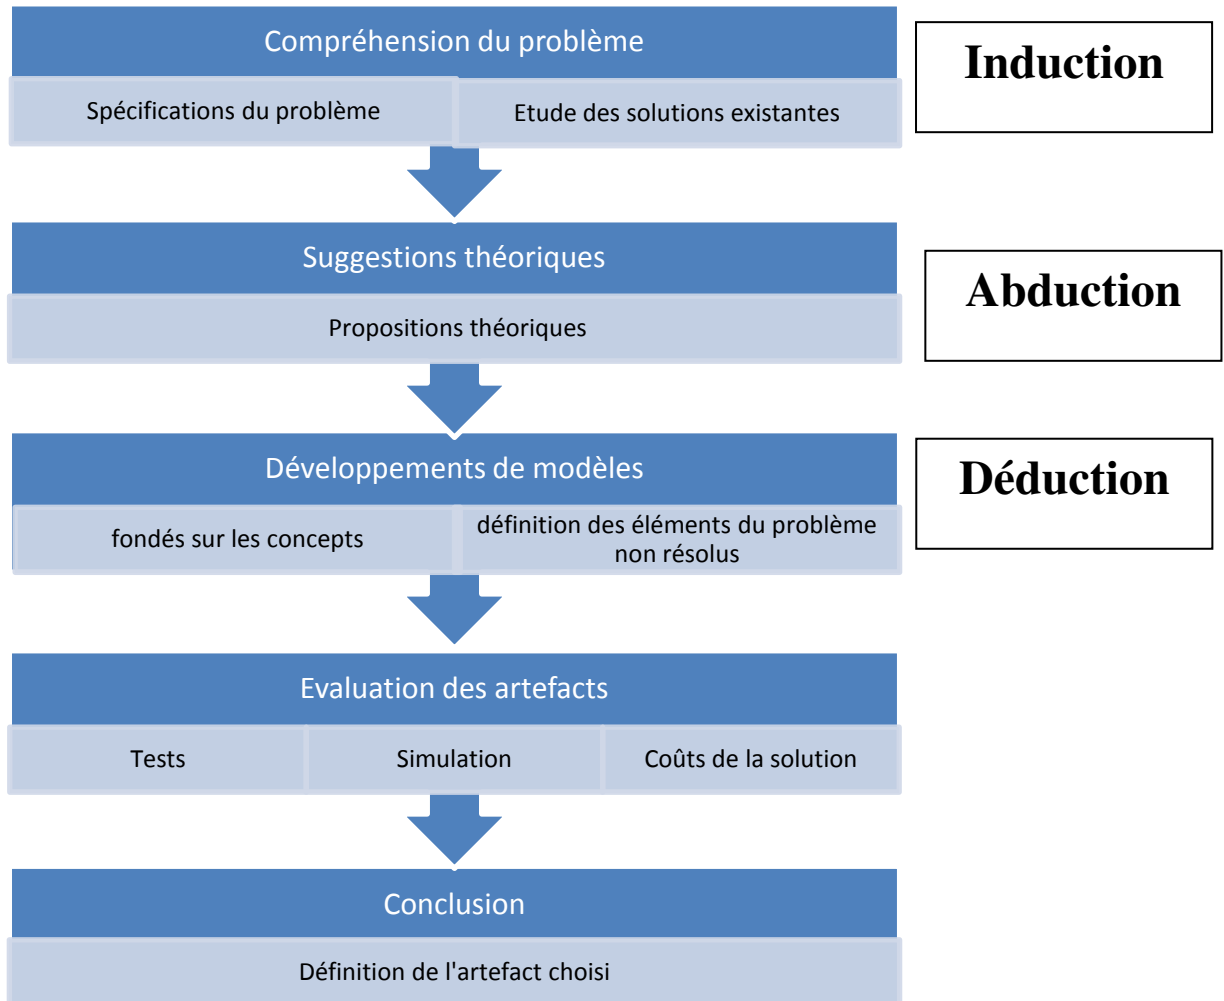 Compréhension du problème
Induction
Spécifications du problème
Etude des solutions existantes
Suggestions théoriques
Abduction
Propositions théoriques
Développements de modèles
Déduction
fondés sur les concepts
définition des éléments du problème
non résolus
Evaluation des artefacts
Tests
Simulation
Coûts de la solution
Conclusion
Définition de l'artefact choisi